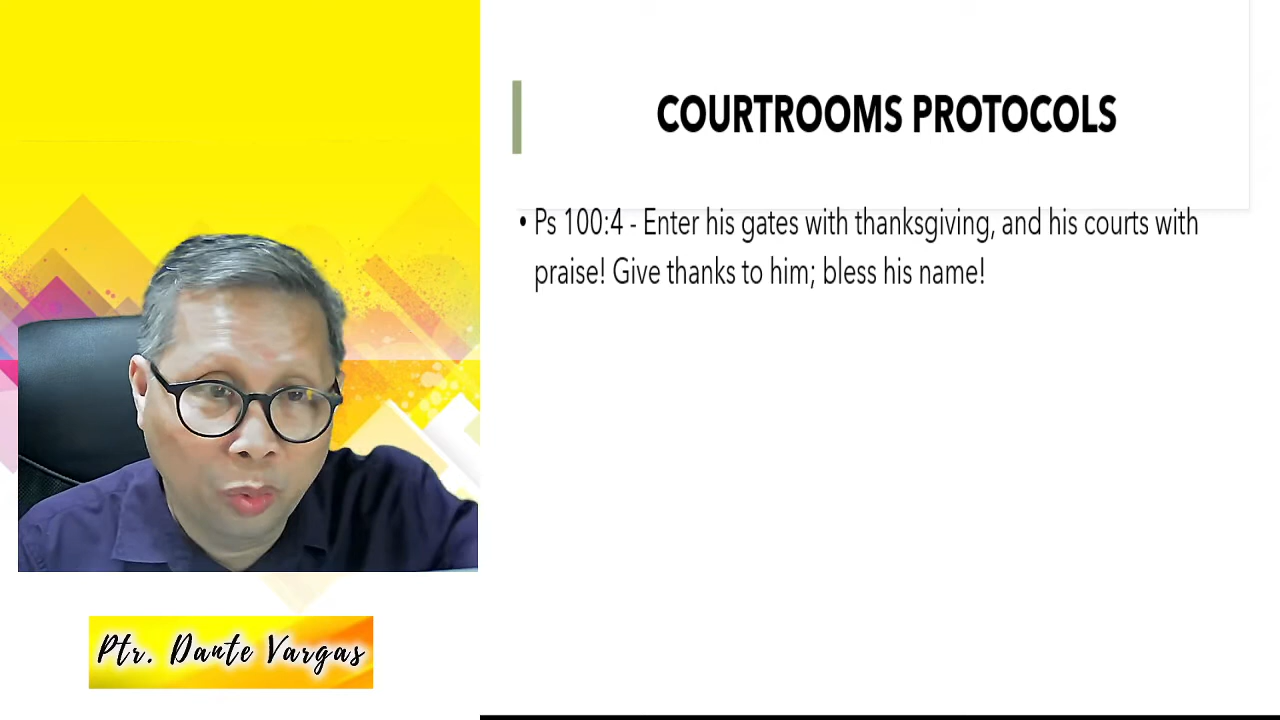 COURTROOMS PROTOCOLS
• Ps 100:4 - Enter his gates with thanksgiving, and his courts with
praise! Give thanks to him; bless his name!
Ptr. Dante Vargas